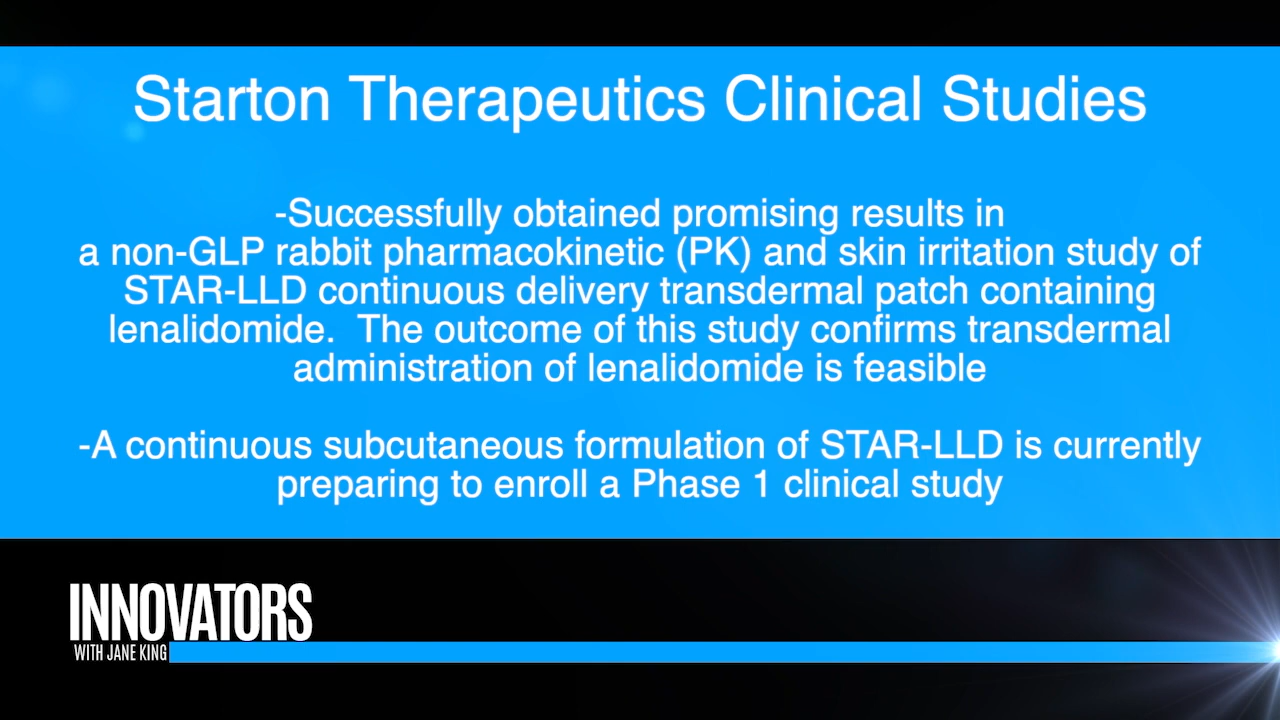 Starton Therapeutics Clinical Studies
-Successfully obtained promising results in
a non-GLP rabbit pharmacokinetic (PK) and skin irritation study of
STAR-LLD continuous delivery transdermal patch containing
lenalidomide.  The outcome of this study confirms transdermal
administration of lenalidomide is feasible
-A continuous subcutaneous formulation of STAR-LLD is currently
preparing to enroll a Phase 1 clinical study
INNOVATORS
WITH JANE KING